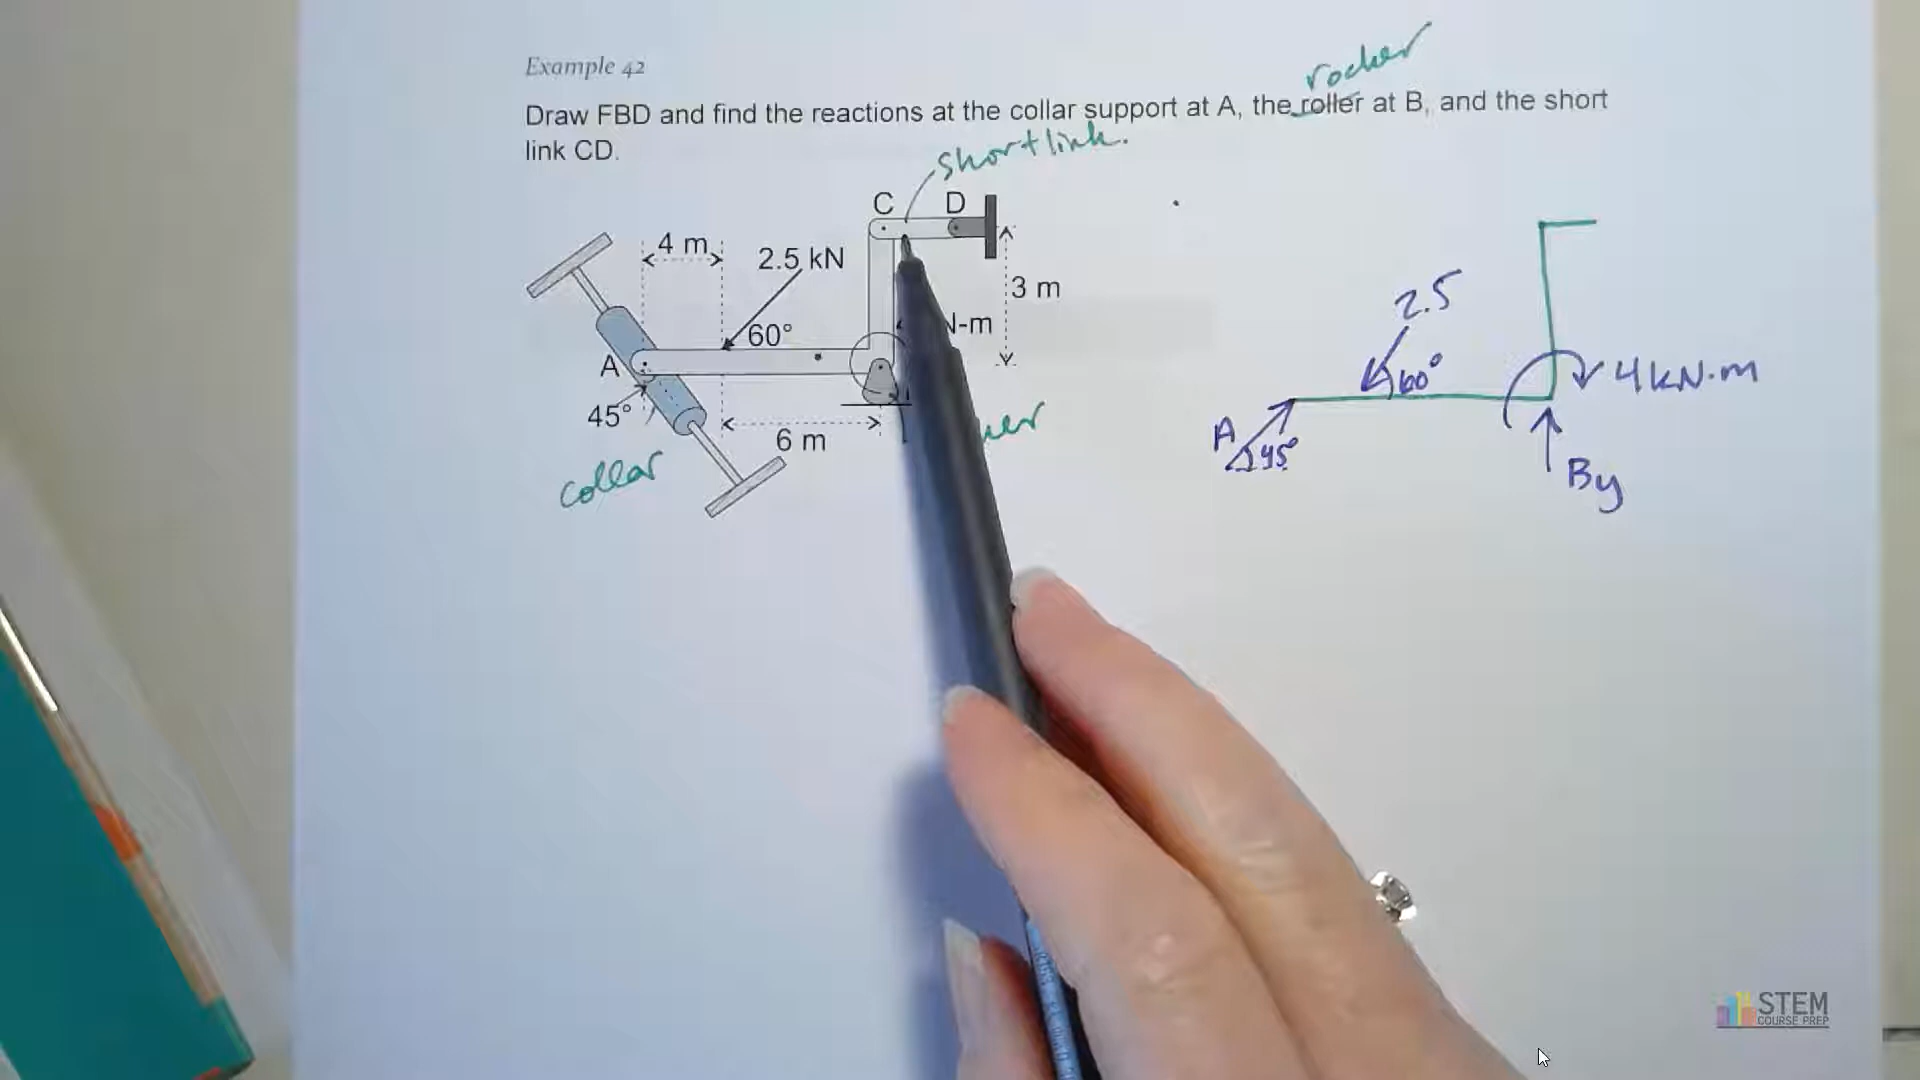 Example 42
rocker
Draw FBD and find the reactions at the collar support at A, the roller at B, and the short
link CD.
short link.
C D
4 m
2.5 kN
3 m
60°
N-m
A
45°
6 m
collar
2.5
60°
4 kN·m
A
45°
By
STEM
COURSE PREP